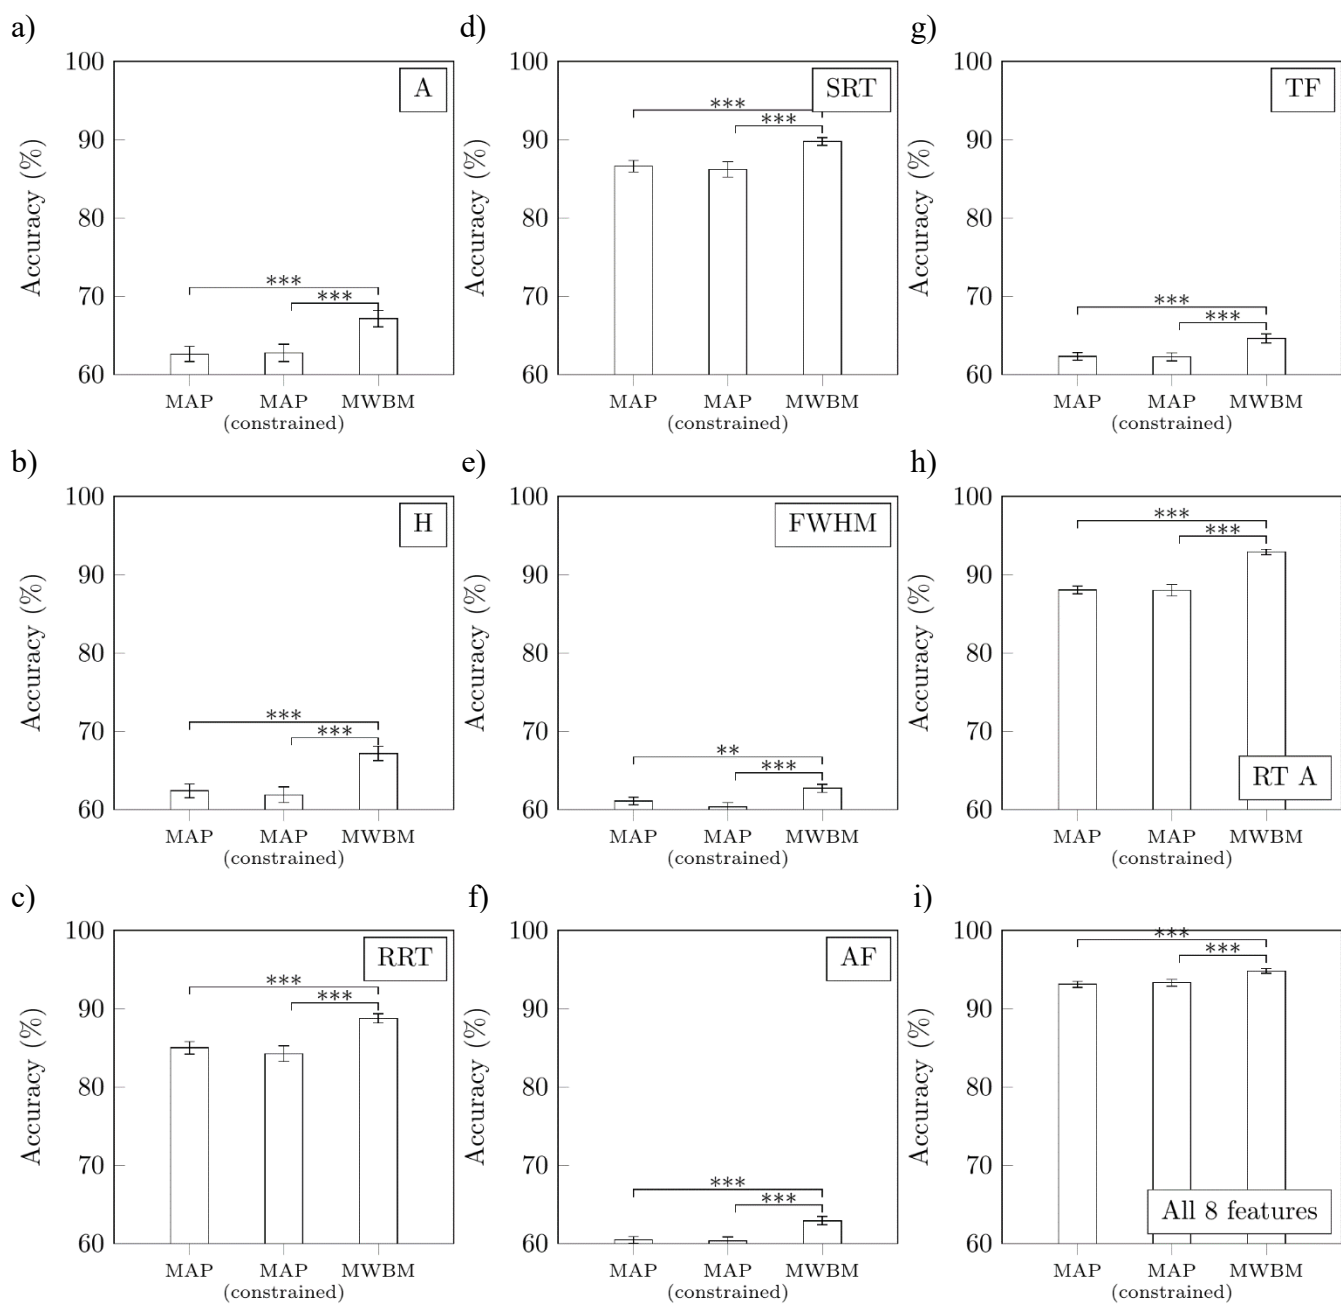 a)
A
Accuracy (%)
100
90
80
70
60
***
***
MAP
MAP
(constrained)
MWBM
b)
H
Accuracy (%)
100
90
80
70
60
***
***
MAP
MAP
(constrained)
MWBM
c)
RRT
Accuracy (%)
100
90
80
70
60
***
***
MAP
MAP
(constrained)
MWBM
d)
SRT
Accuracy (%)
100
90
80
70
60
***
***
MAP
MAP
(constrained)
MWBM
e)
FWHM
Accuracy (%)
100
90
80
70
60
**
***
MAP
MAP
(constrained)
MWBM
f)
AF
Accuracy (%)
100
90
80
70
60
***
***
MAP
MAP
(constrained)
MWBM
g)
TF
Accuracy (%)
100
90
80
70
60
***
***
MAP
MAP
(constrained)
MWBM
h)
RT A
Accuracy (%)
100
90
80
70
60
***
***
MAP
MAP
(constrained)
MWBM
i)
All 8 features
Accuracy (%)
100
90
80
70
60
***
***
MAP
MAP
(constrained)
MWBM